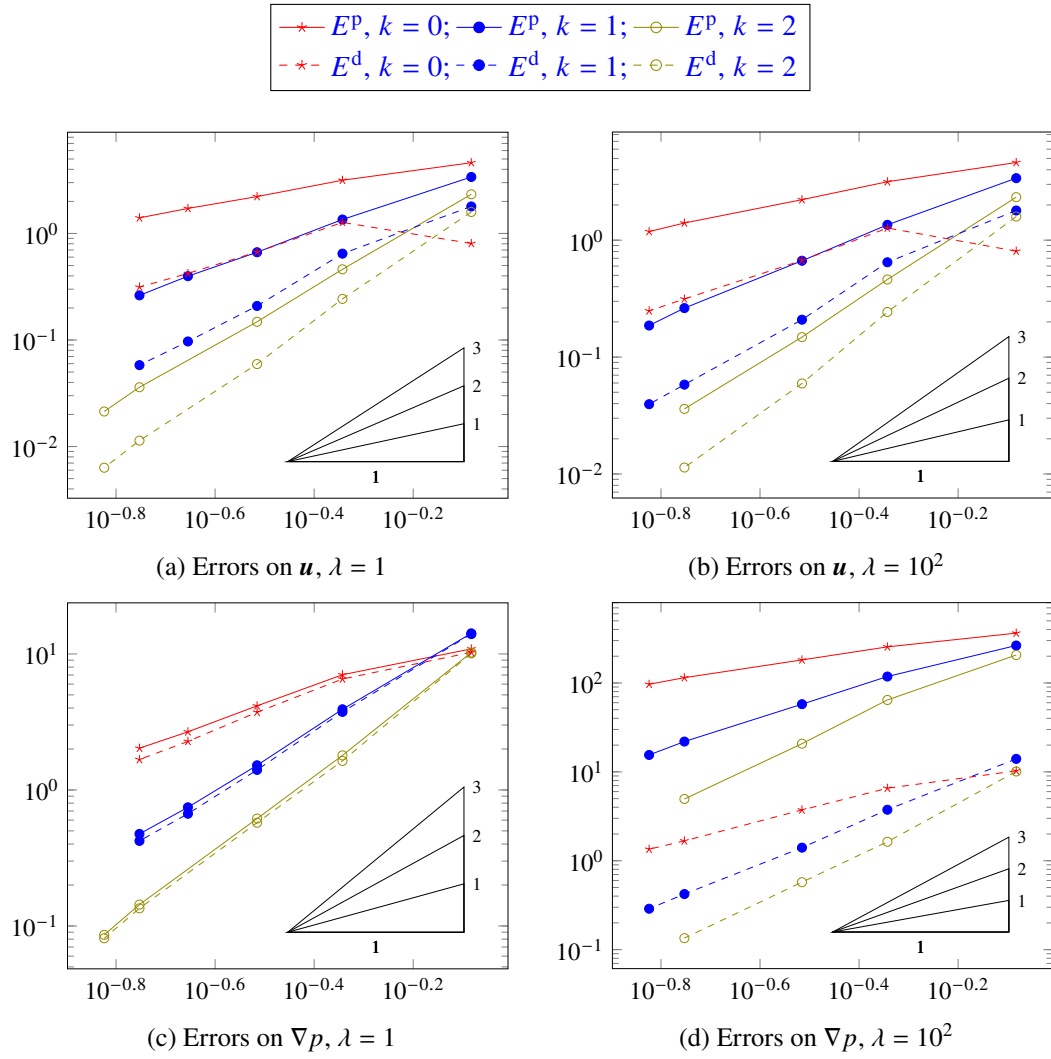 E^p, k = 0; E^p, k = 1; E^p, k = 2
E^d, k = 0; E^d, k = 1; E^d, k = 2
10^0
10^−1
10^−2
3
2
1
1
10^−0.8 10^−0.6 10^−0.4 10^−0.2
(a) Errors on u, λ = 1
10^0
10^−1
10^−2
3
2
1
1
10^−0.8 10^−0.6 10^−0.4 10^−0.2
(b) Errors on u, λ = 10^2
10^1
10^0
10^−1
3
2
1
1
10^−0.8 10^−0.6 10^−0.4 10^−0.2
(c) Errors on ∇p, λ = 1
10^2
10^1
10^0
10^−1
3
2
1
1
10^−0.8 10^−0.6 10^−0.4 10^−0.2
(d) Errors on ∇p, λ = 10^2